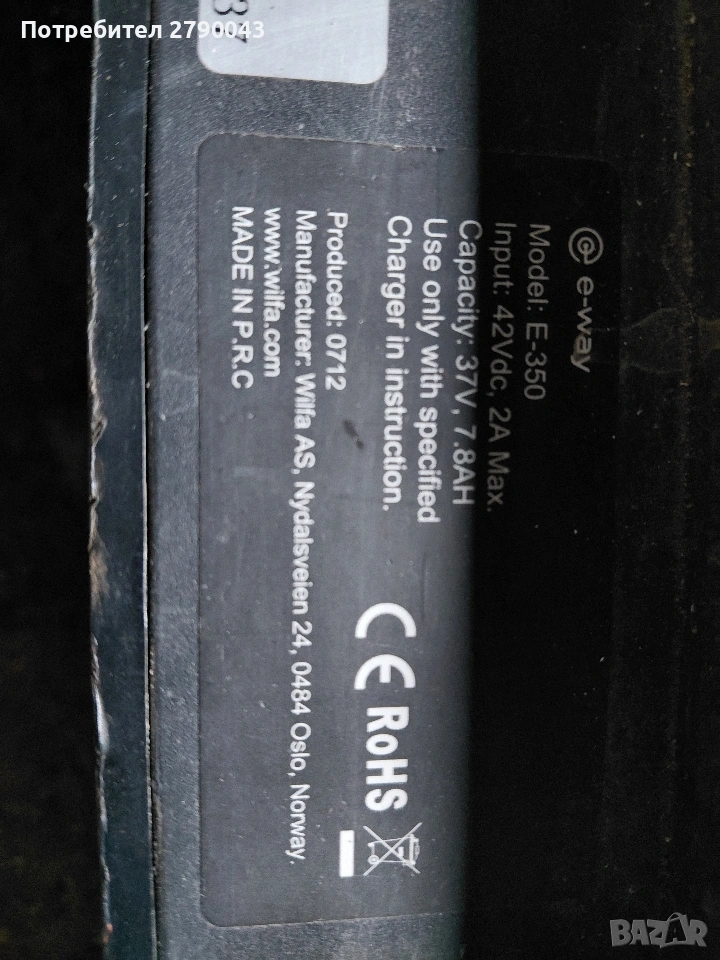 Потребител 2790043
@ e-way
Model: E-350
Input: 42Vdc, 2A Max.
Capacity: 37V, 7.8AH
Use only with specified
Charger in instruction.
CE RoHS
Produced: 0712
Manufacturer: Wilfa AS, Nydalsveien 24, 0484 Oslo, Norway.
www.wilfa.com
MADE IN P.R.C
BAZAR